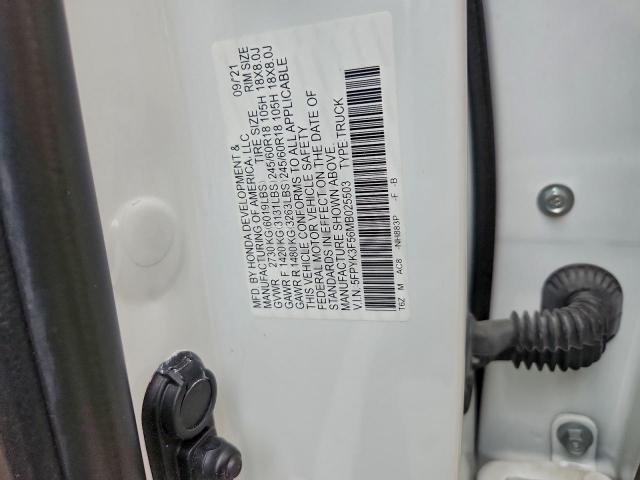 MFD. BY HONDA DEVELOPMENT & 09/21
MANUFACTURING OF AMERICA, LLC
GVWR 2730KG(6019LBS) TIRE SIZE RIM SIZE
GAWR F 1420KG(3131LBS) 245/60R18 105H 18X8.0J
GAWR R 1480KG(3263LBS) 245/60R18 105H 18X8.0J
THIS VEHICLE CONFORMS TO ALL APPLICABLE
FEDERAL MOTOR VEHICLE SAFETY
STANDARDS IN EFFECT ON THE DATE OF
MANUFACTURE SHOWN ABOVE.
V.I.N. 5FPYK3F56MB025503 TYPE TRUCK
T6Z M AC8 NH883P -F -B